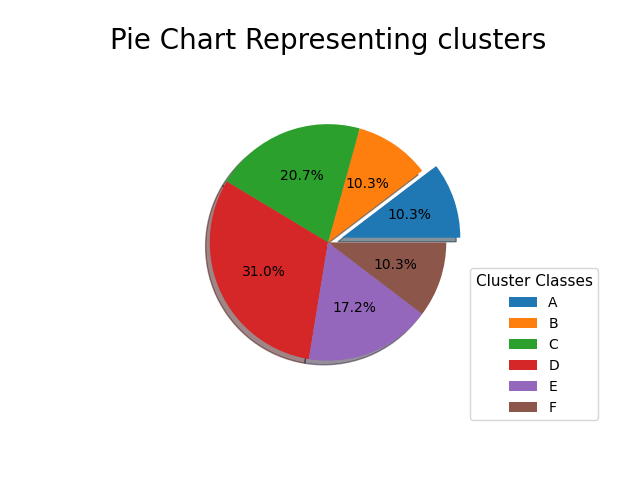 Pie Chart Representing clusters
20.7%
10.3%
10.3%
31.0%
10.3%
17.2%
Cluster Classes
A
B
C
D
E
F